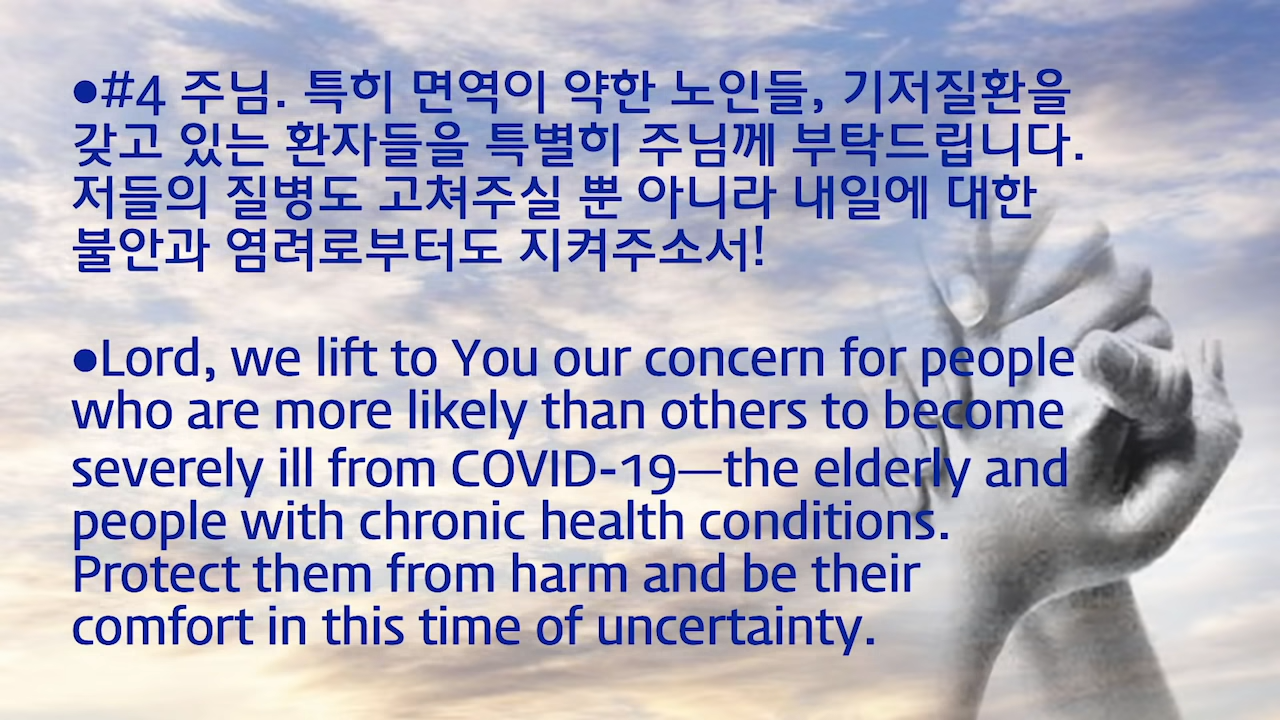 ●#4 주님. 특히 면역이 약한 노인들, 기저질환을
갖고 있는 환자들을 특별히 주님께 부탁드립니다.
저들의 질병도 고쳐주실 뿐 아니라 내일에 대한
불안과 염려로부터도 지켜주소서!
●Lord, we lift to You our concern for people
who are more likely than others to become
severely ill from COVID-19—the elderly and
people with chronic health conditions.
Protect them from harm and be their
comfort in this time of uncertainty.